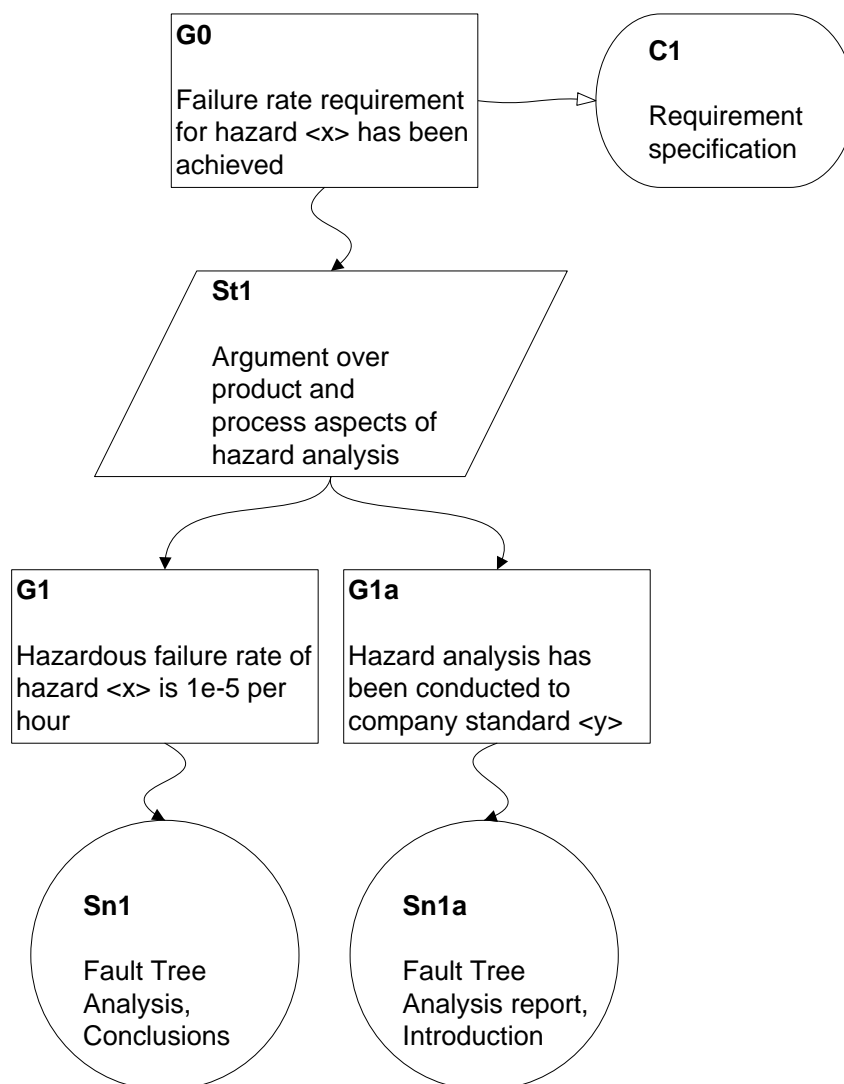 G0
Failure rate requirement
for hazard <x> has been
achieved
C1
Requirement
specification
St1
Argument over
product and
process aspects of
hazard analysis
G1
Hazardous failure rate of
hazard <x> is 1e-5 per
hour
G1a
Hazard analysis has
been conducted to
company standard <y>
Sn1
Fault Tree
Analysis,
Conclusions
Sn1a
Fault Tree
Analysis report,
Introduction